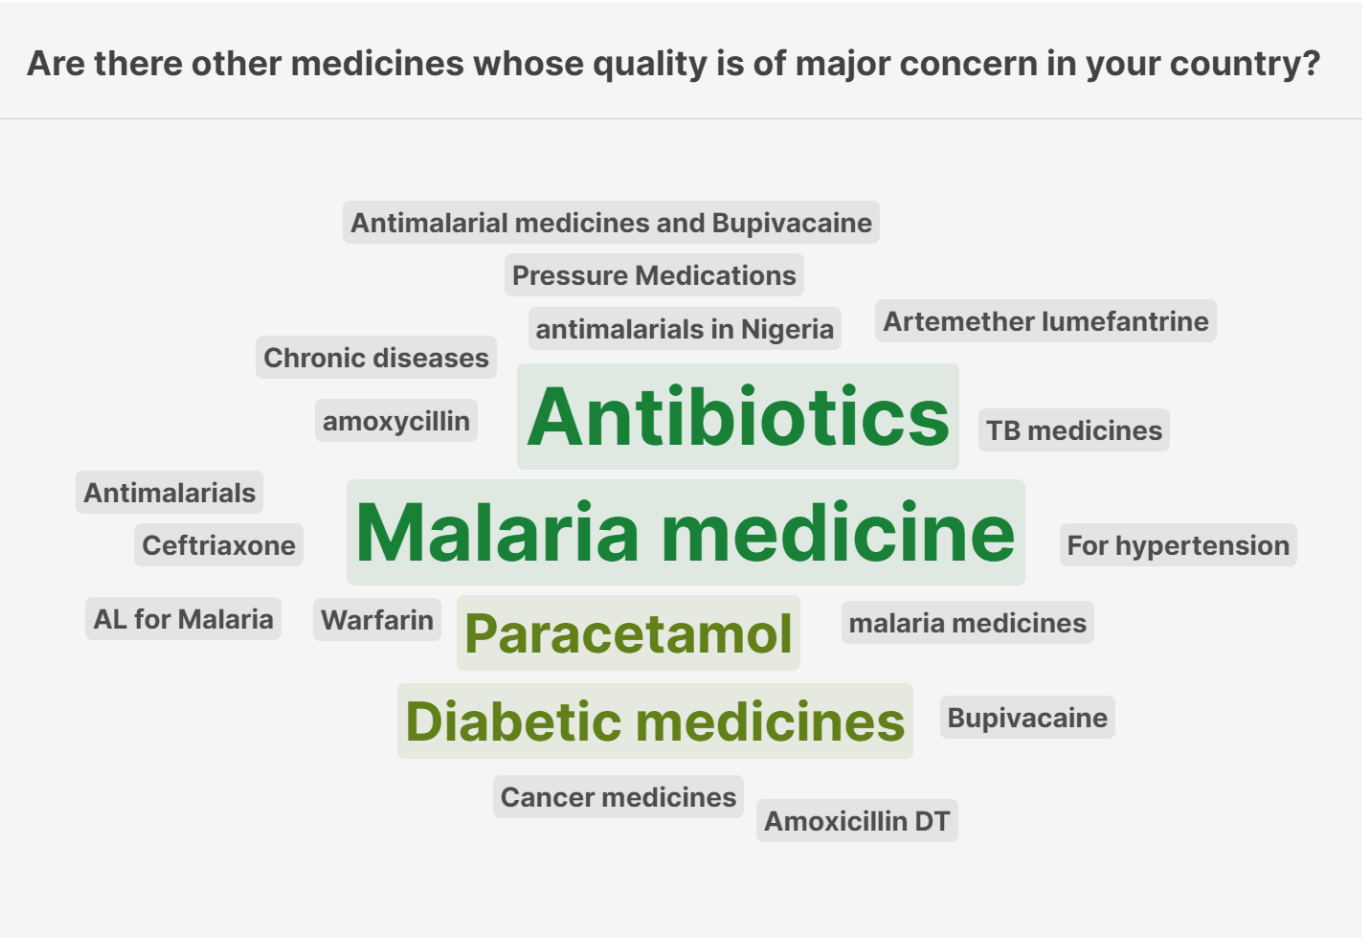 Are there other medicines whose quality is of major concern in your country?
Antimalarial medicines and Bupivacaine
Pressure Medications
antimalarials in Nigeria
Artemether lumefantrine
Chronic diseases
amoxycillin
Antibiotics
TB medicines
Antimalarials
Malaria medicine
Ceftriaxone
For hypertension
AL for Malaria
Warfarin
Paracetamol
malaria medicines
Diabetic medicines
Bupivacaine
Cancer medicines
Amoxicillin DT